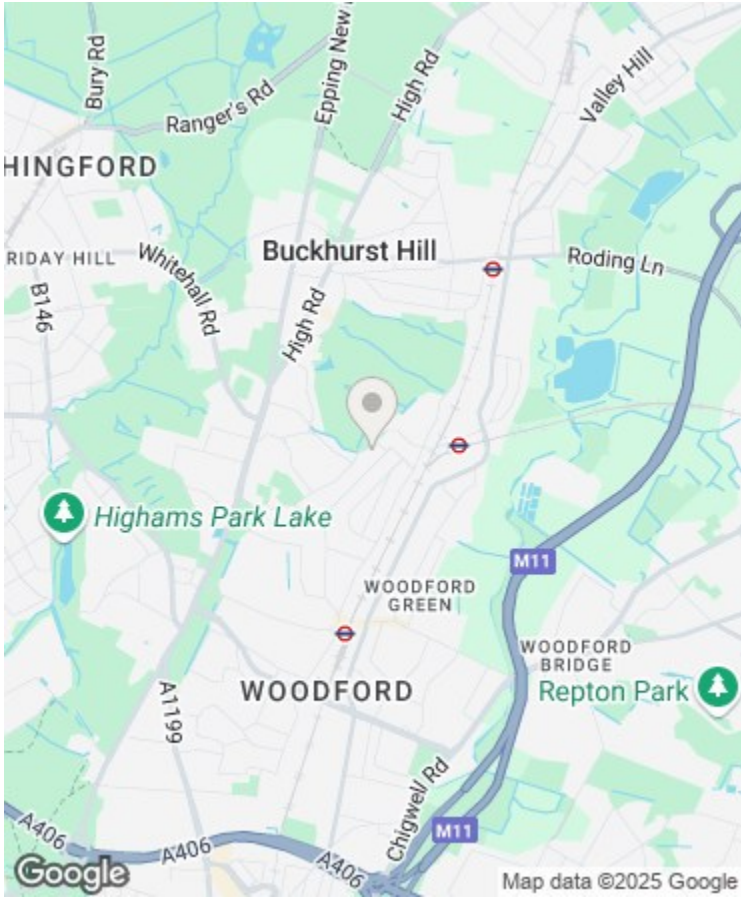 Bury Rd
Ranger's Rd
Epping New
High Rd
Valley Hill
HINGFORD
RIDAY HILL
Whitehall Rd
Buckhurst Hill
Roding Ln
B146
High Rd
Highams Park Lake
M11
WOODFORD
GREEN
WOODFORD
BRIDGE
WOODFORD
Repton Park
A1199
Chigwell Rd
M11
A406
A406
A406
Google
Map data ©2025 Google